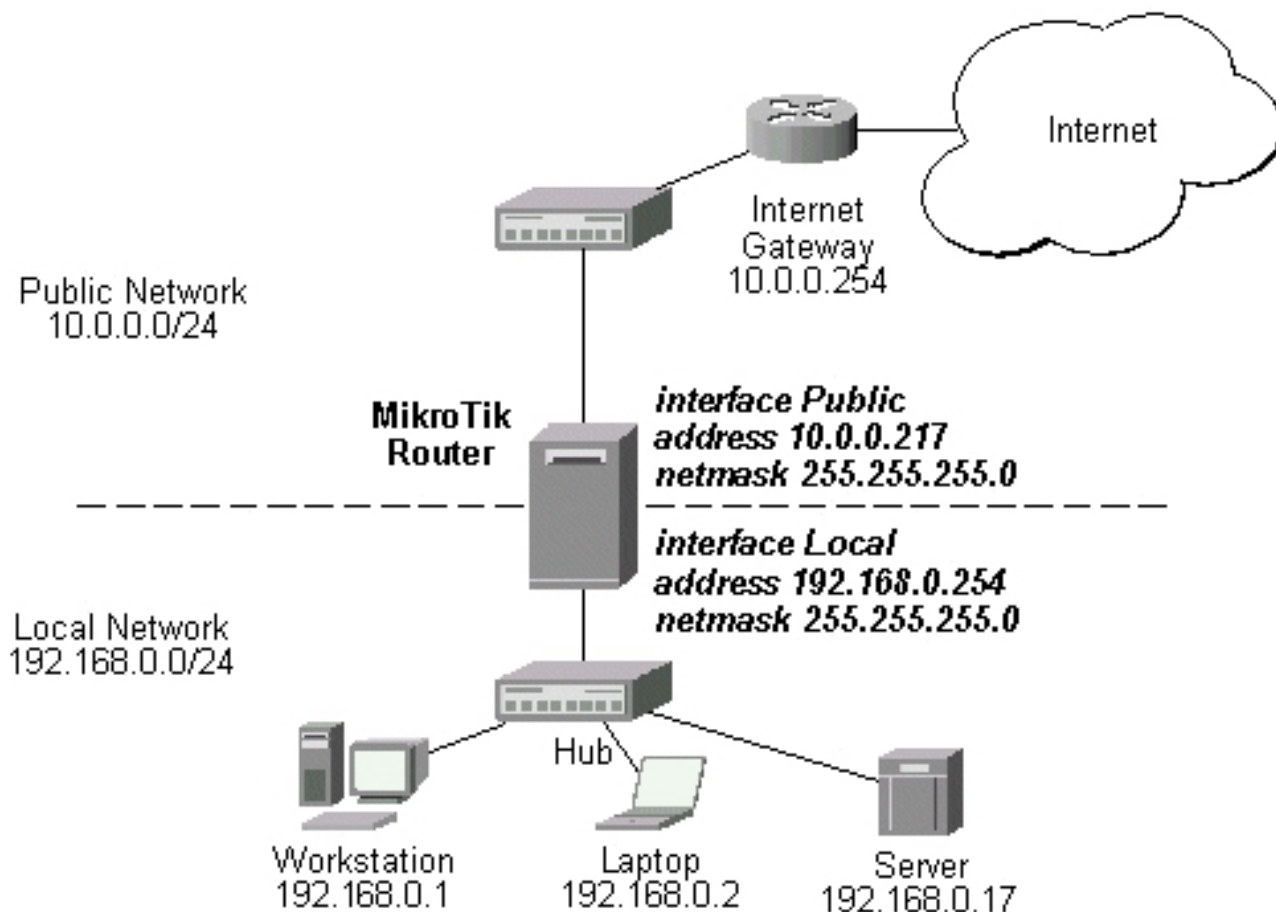 Internet
Internet
Gateway
10.0.0.254
Public Network
10.0.0.0/24
MikroTik
Router
interface Public
address 10.0.0.217
netmask 255.255.255.0
interface Local
address 192.168.0.254
netmask 255.255.255.0
Local Network
192.168.0.0/24
Hub
Workstation
192.168.0.1
Laptop
192.168.0.2
Server
192.168.0.17